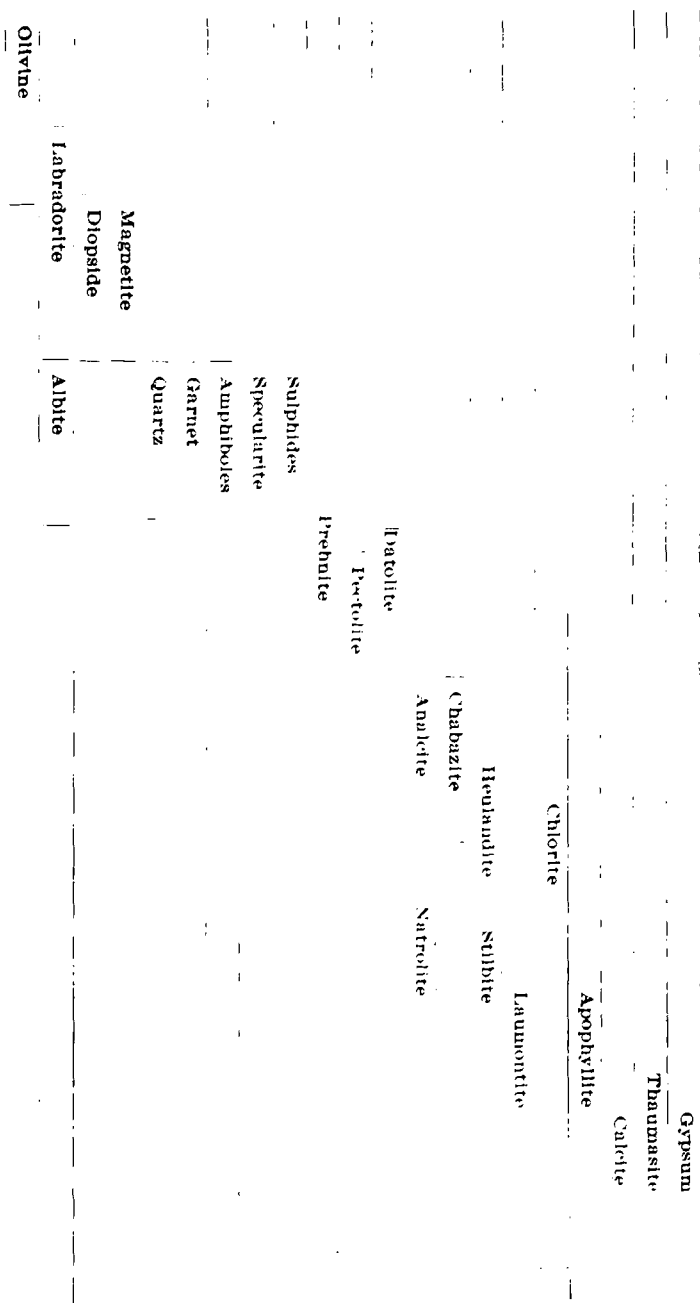 Gypsum
Thaumasite
Calcite
Apophyllite
Chlorite
Laumontite
Heulandite Stilbite
Chabazite
Analcite Natrolite
Datolite
Pectolite
Prehnite
Sulphides
Specularite
Amphiboles
Garnet
Quartz
Magnetite
Diopside
Labradorite Albite
Olivine